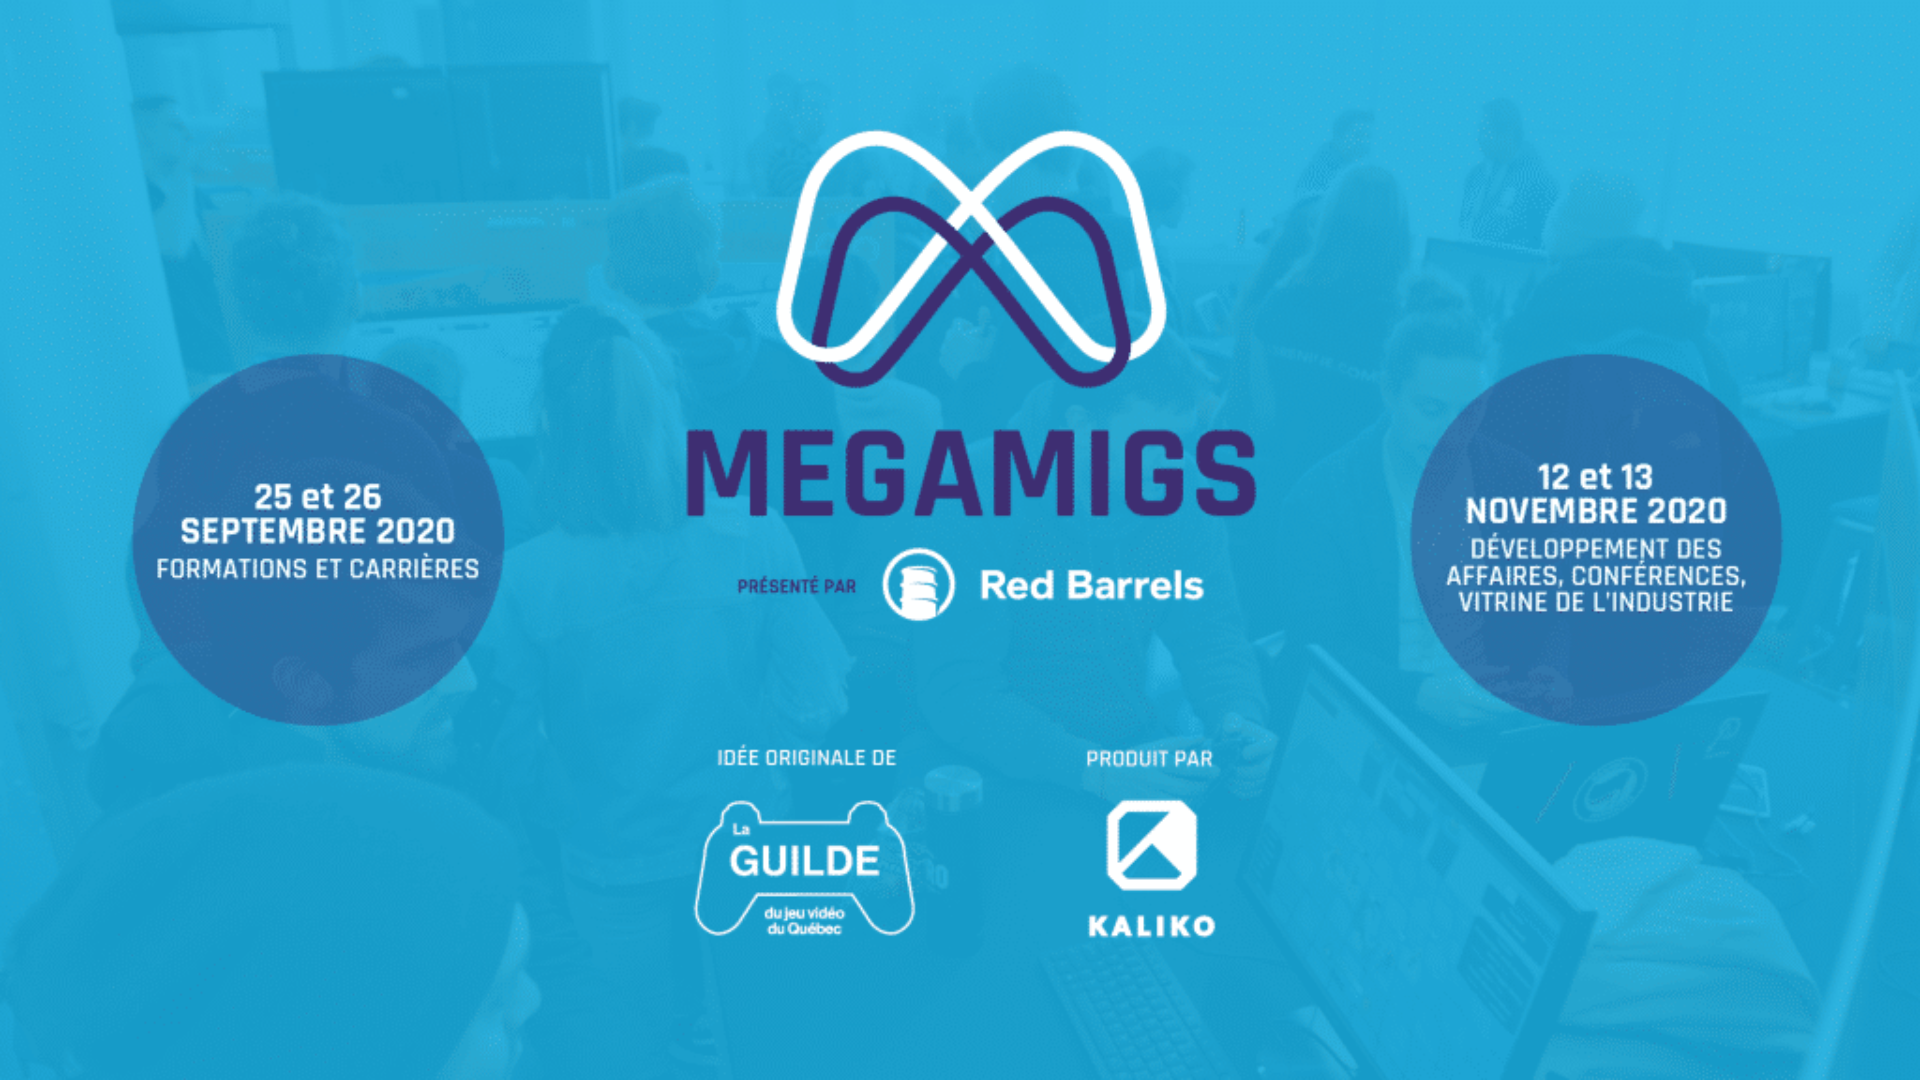 MEGAMIGS
PRÉSENTÉ PAR
Red Barrels
25 et 26
SEPTEMBRE 2020
FORMATIONS ET CARRIÈRES
12 et 13
NOVEMBRE 2020
DÉVELOPPEMENT DES
AFFAIRES, CONFÉRENCES,
VITRINE DE L'INDUSTRIE
IDÉE ORIGINALE DE
La
GUILDE
du jeu vidéo
du Québec
PRODUIT PAR
KALIKO